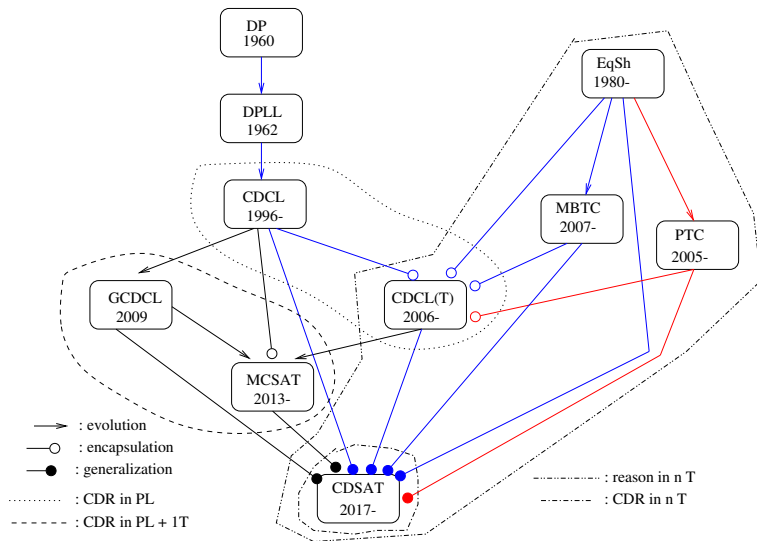 DP
1960
EqSh
1980-
DPLL
1962
CDCL
1996-
MBTC
2007-
PTC
2005-
GCDCL
2009
CDCL(T)
2006-
MCSAT
2013-
: evolution
: encapsulation
: generalization
: CDR in PL
: CDR in PL + 1T
CDSAT
2017-
: reason in n T
: CDR in n T